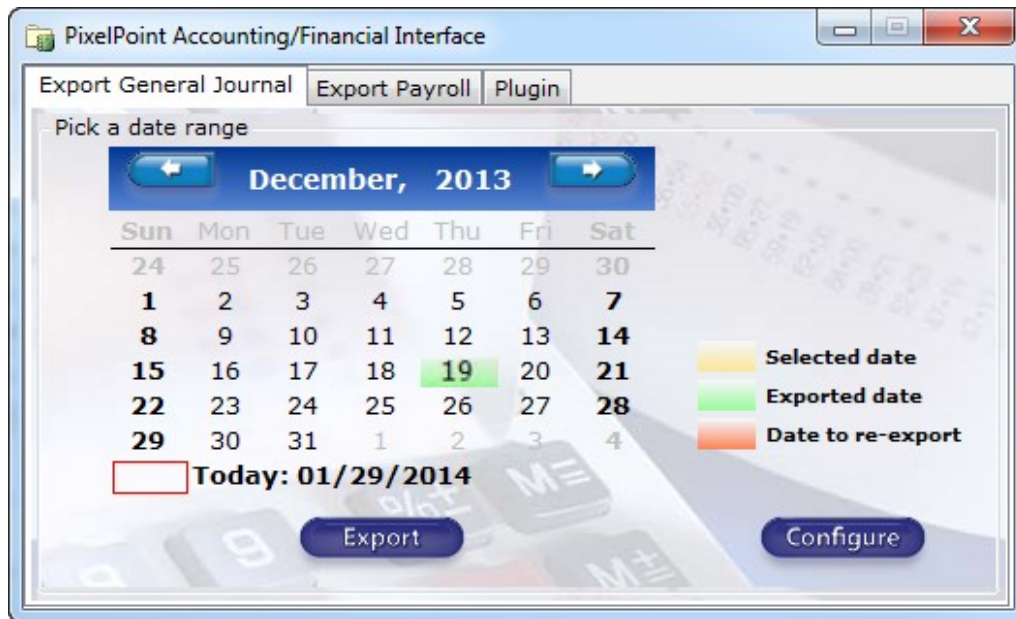 PixelPoint Accounting/Financial Interface
Export General Journal Export Payroll Plugin
Pick a date range
December, 2013
Sun Mon Tue Wed Thu Fri Sat
24 25 26 27 28 29 30
1 2 3 4 5 6 7
8 9 10 11 12 13 14
15 16 17 18 19 20 21
22 23 24 25 26 27 28
29 30 31 1 2 3 4
Today: 01/29/2014
Selected date
Exported date
Date to re-export
Export
Configure